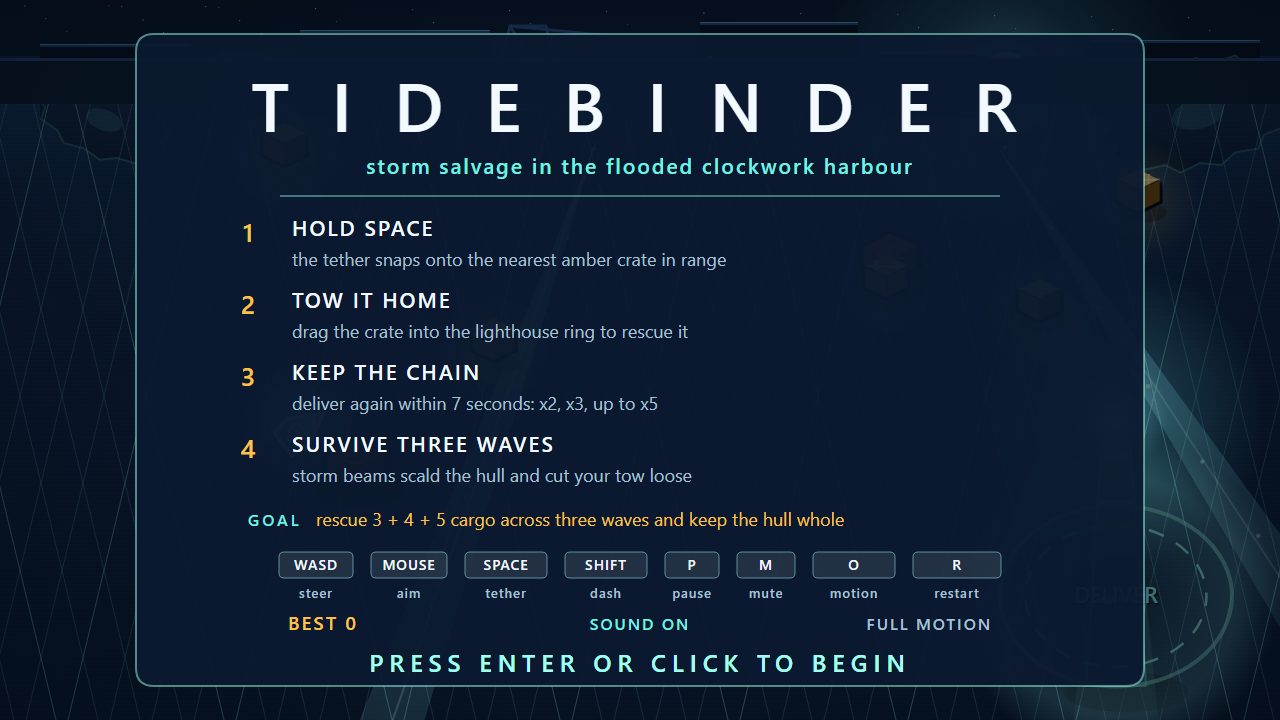 TIDEBINDER
storm salvage in the flooded clockwork harbour
1 HOLD SPACE
the tether snaps onto the nearest amber crate in range
2 TOW IT HOME
drag the crate into the lighthouse ring to rescue it
3 KEEP THE CHAIN
deliver again within 7 seconds: x2, x3, up to x5
4 SURVIVE THREE WAVES
storm beams scald the hull and cut your tow loose
GOAL rescue 3 + 4 + 5 cargo across three waves and keep the hull whole
WASD MOUSE SPACE SHIFT P M O R
steer aim tether dash pause mute motion restart
DELIVER
BEST 0 SOUND ON FULL MOTION
PRESS ENTER OR CLICK TO BEGIN